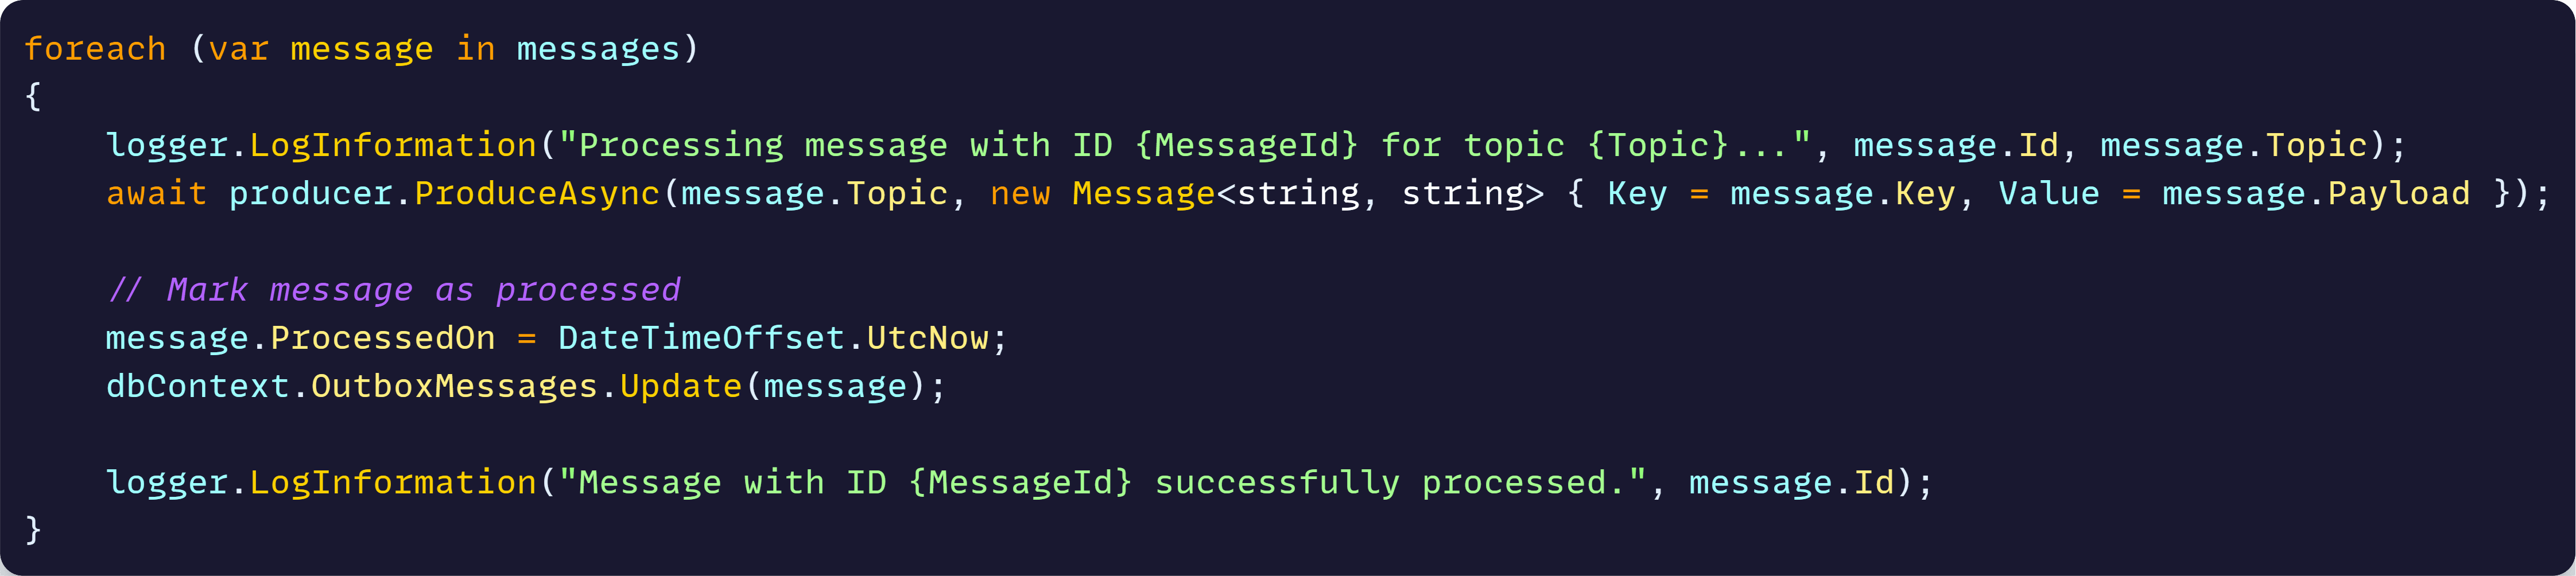 foreach (var message in messages)
{
    logger.LogInformation("Processing message with ID {MessageId} for topic {Topic}...", message.Id, message.Topic);
    await producer.ProduceAsync(message.Topic, new Message<string, string> { Key = message.Key, Value = message.Payload });

    // Mark message as processed
    message.ProcessedOn = DateTimeOffset.UtcNow;
    dbContext.OutboxMessages.Update(message);

    logger.LogInformation("Message with ID {MessageId} successfully processed.", message.Id);
}